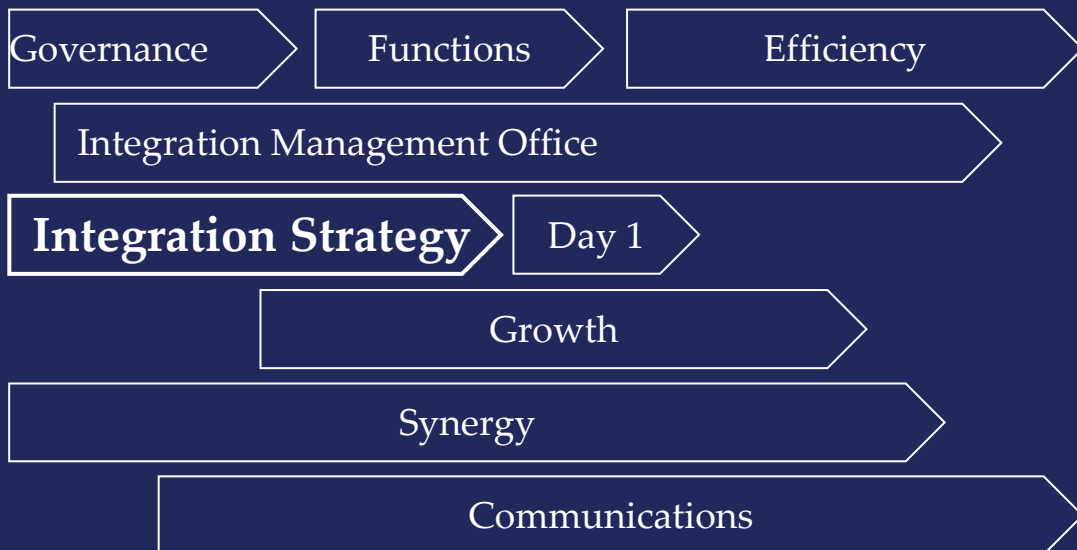 Governance
Functions
Efficiency
Integration Management Office
Integration Strategy
Day 1
Growth
Synergy
Communications